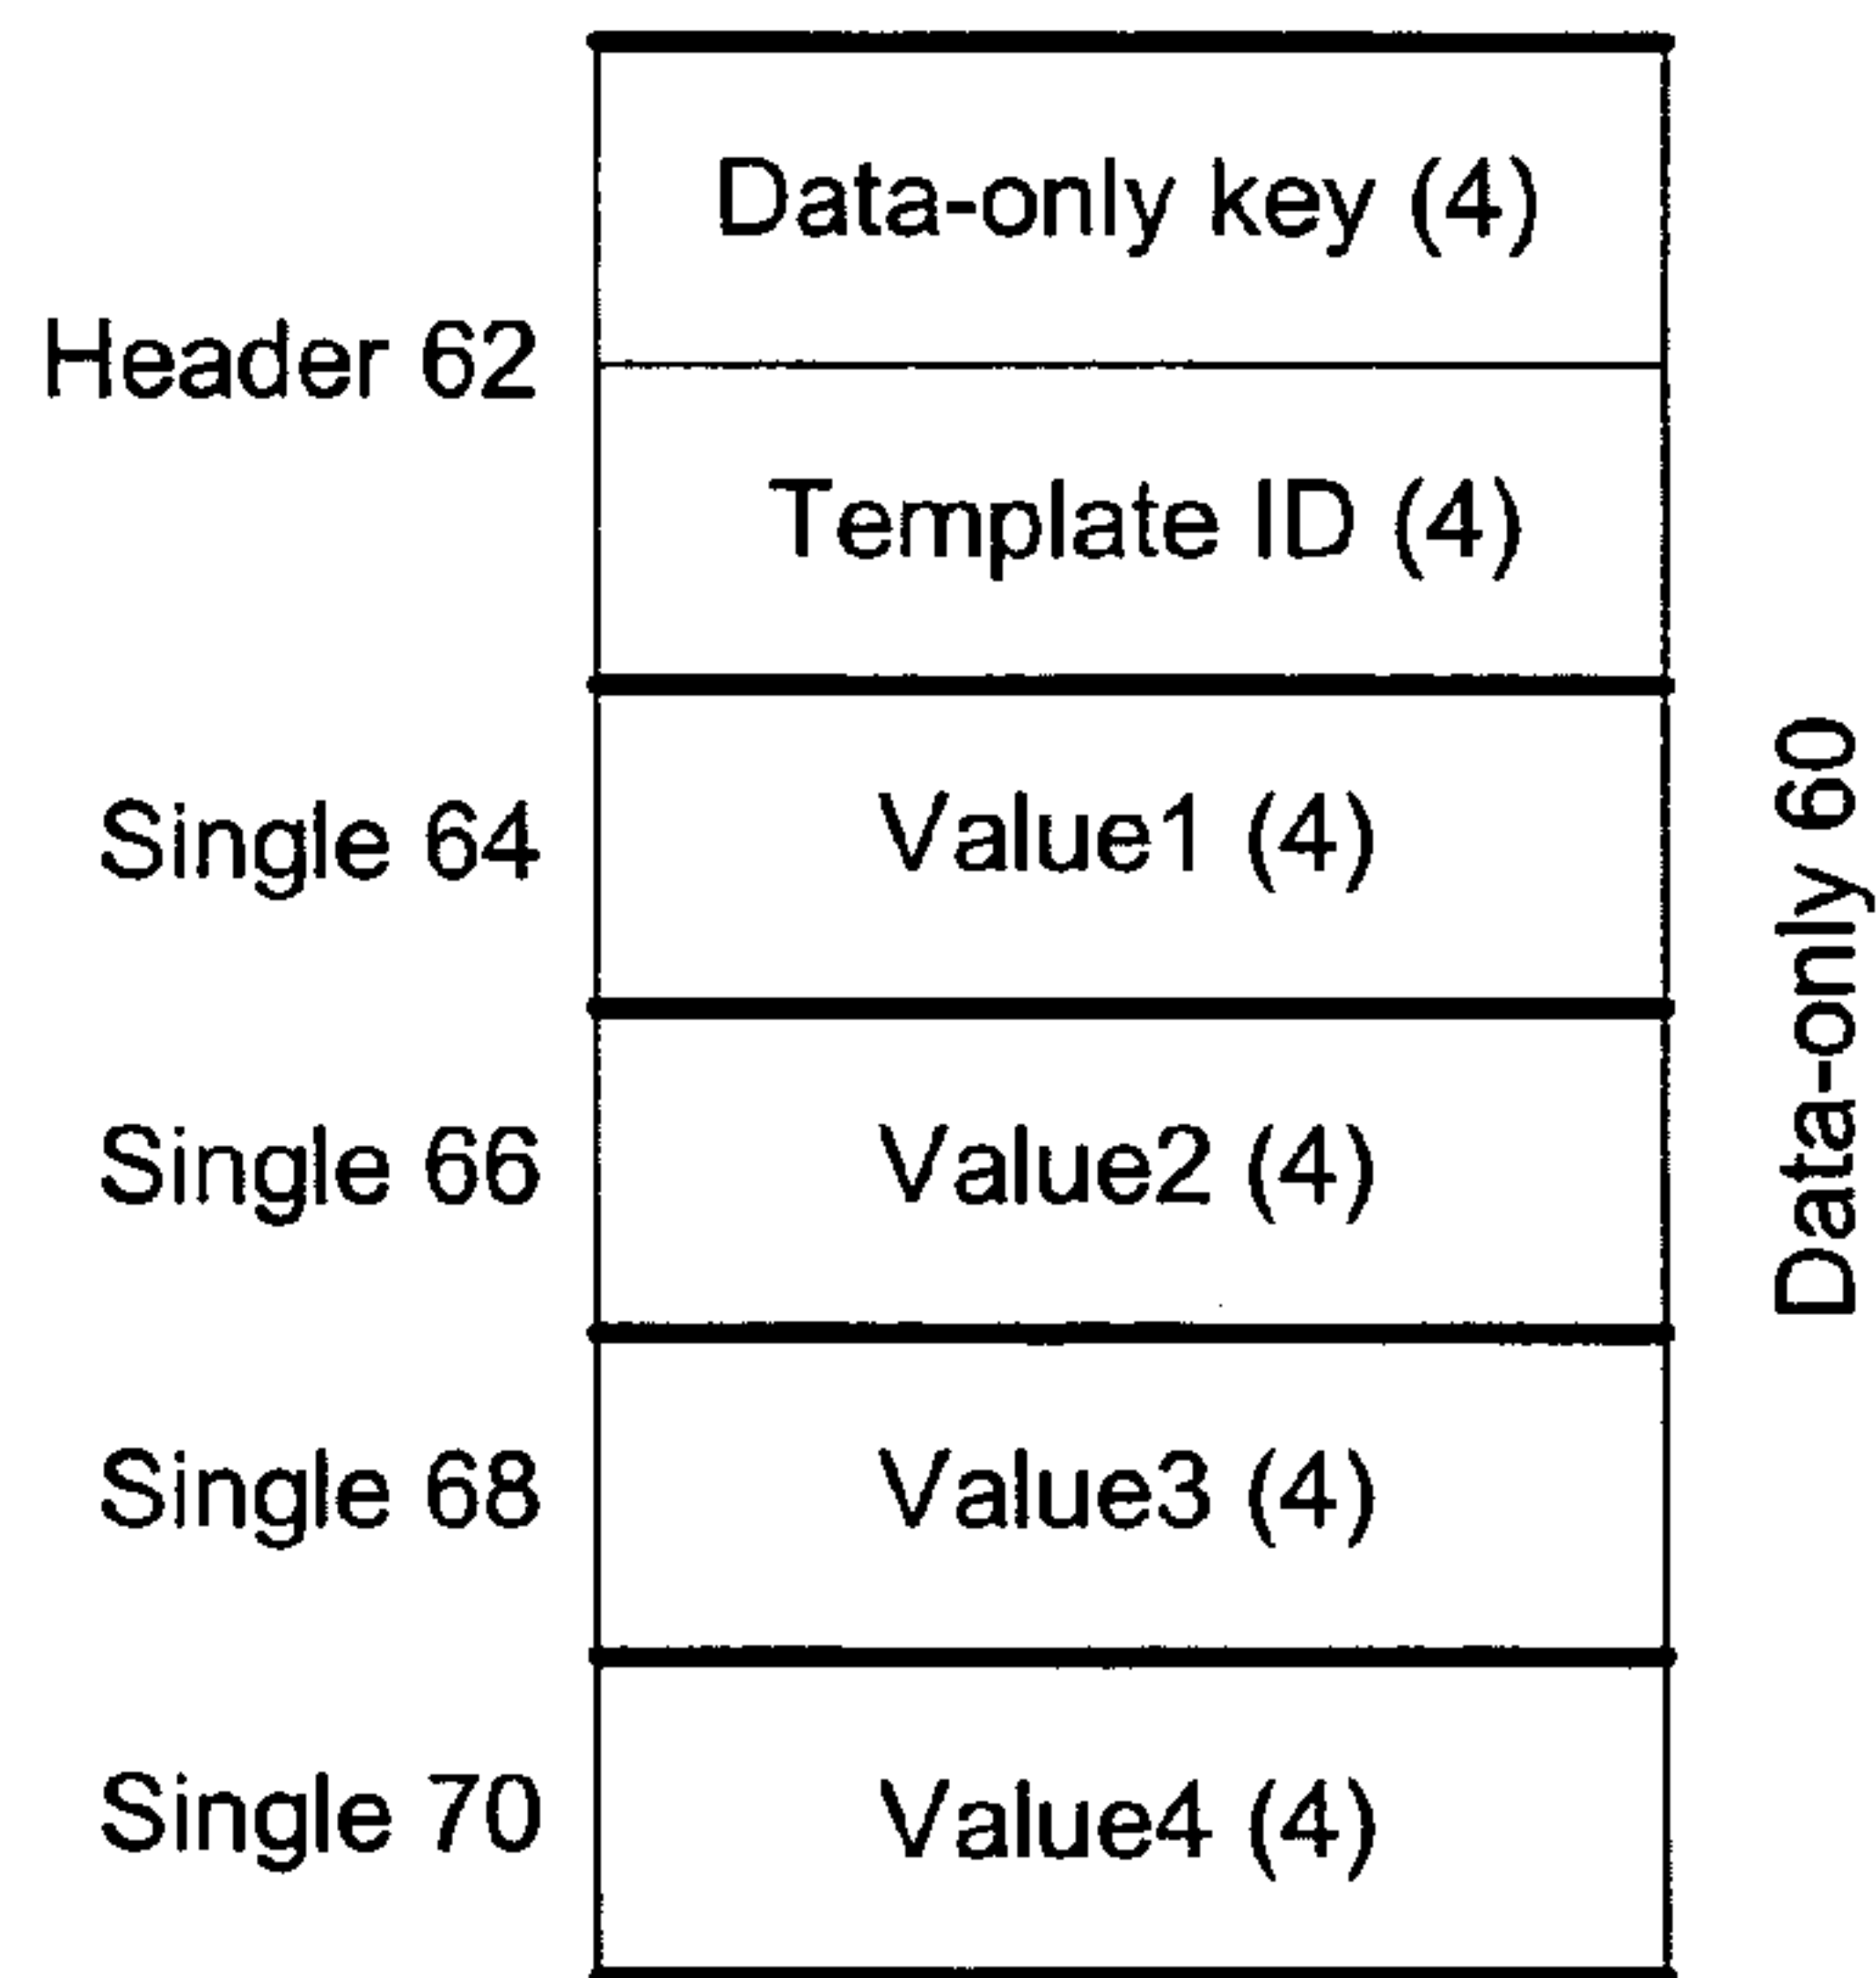 Data-only key (4)
Header 62
Template ID (4)
Single 64
Value1 (4)
Single 66
Value2 (4)
Single 68
Value3 (4)
Single 70
Value4 (4)
Data-only 60